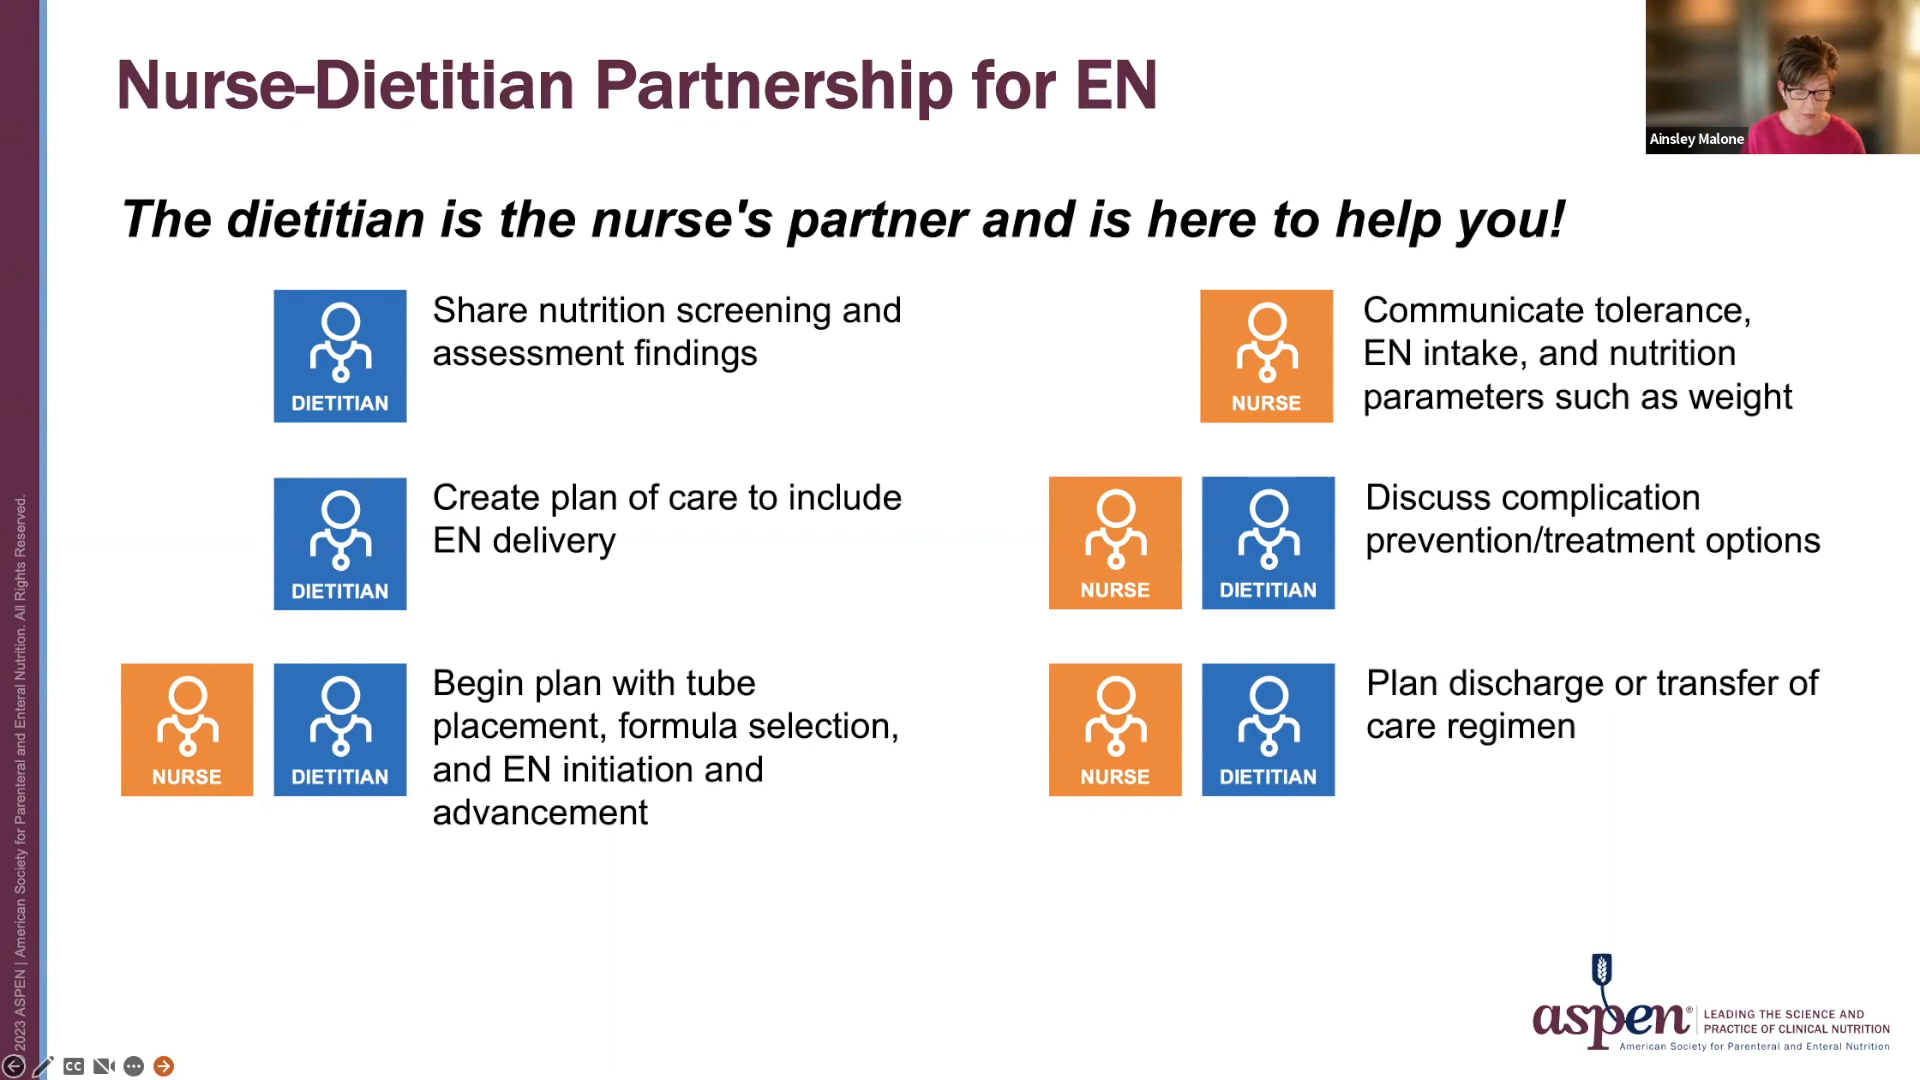 Nurse-Dietitian Partnership for EN
Ainsley Malone
The dietitian is the nurse's partner and is here to help you!
DIETITIAN
Share nutrition screening and
assessment findings
DIETITIAN
Create plan of care to include
EN delivery
NURSE
DIETITIAN
Begin plan with tube
placement, formula selection,
and EN initiation and
advancement
NURSE
Communicate tolerance,
EN intake, and nutrition
parameters such as weight
NURSE
DIETITIAN
Discuss complication
prevention/treatment options
NURSE
DIETITIAN
Plan discharge or transfer of
care regimen
2023 ASPEN | American Society for Parenteral and Enteral Nutrition. All Rights Reserved.
CC
aspen®
LEADING THE SCIENCE AND
PRACTICE OF CLINICAL NUTRITION
American Society for Parenteral and Enteral Nutrition